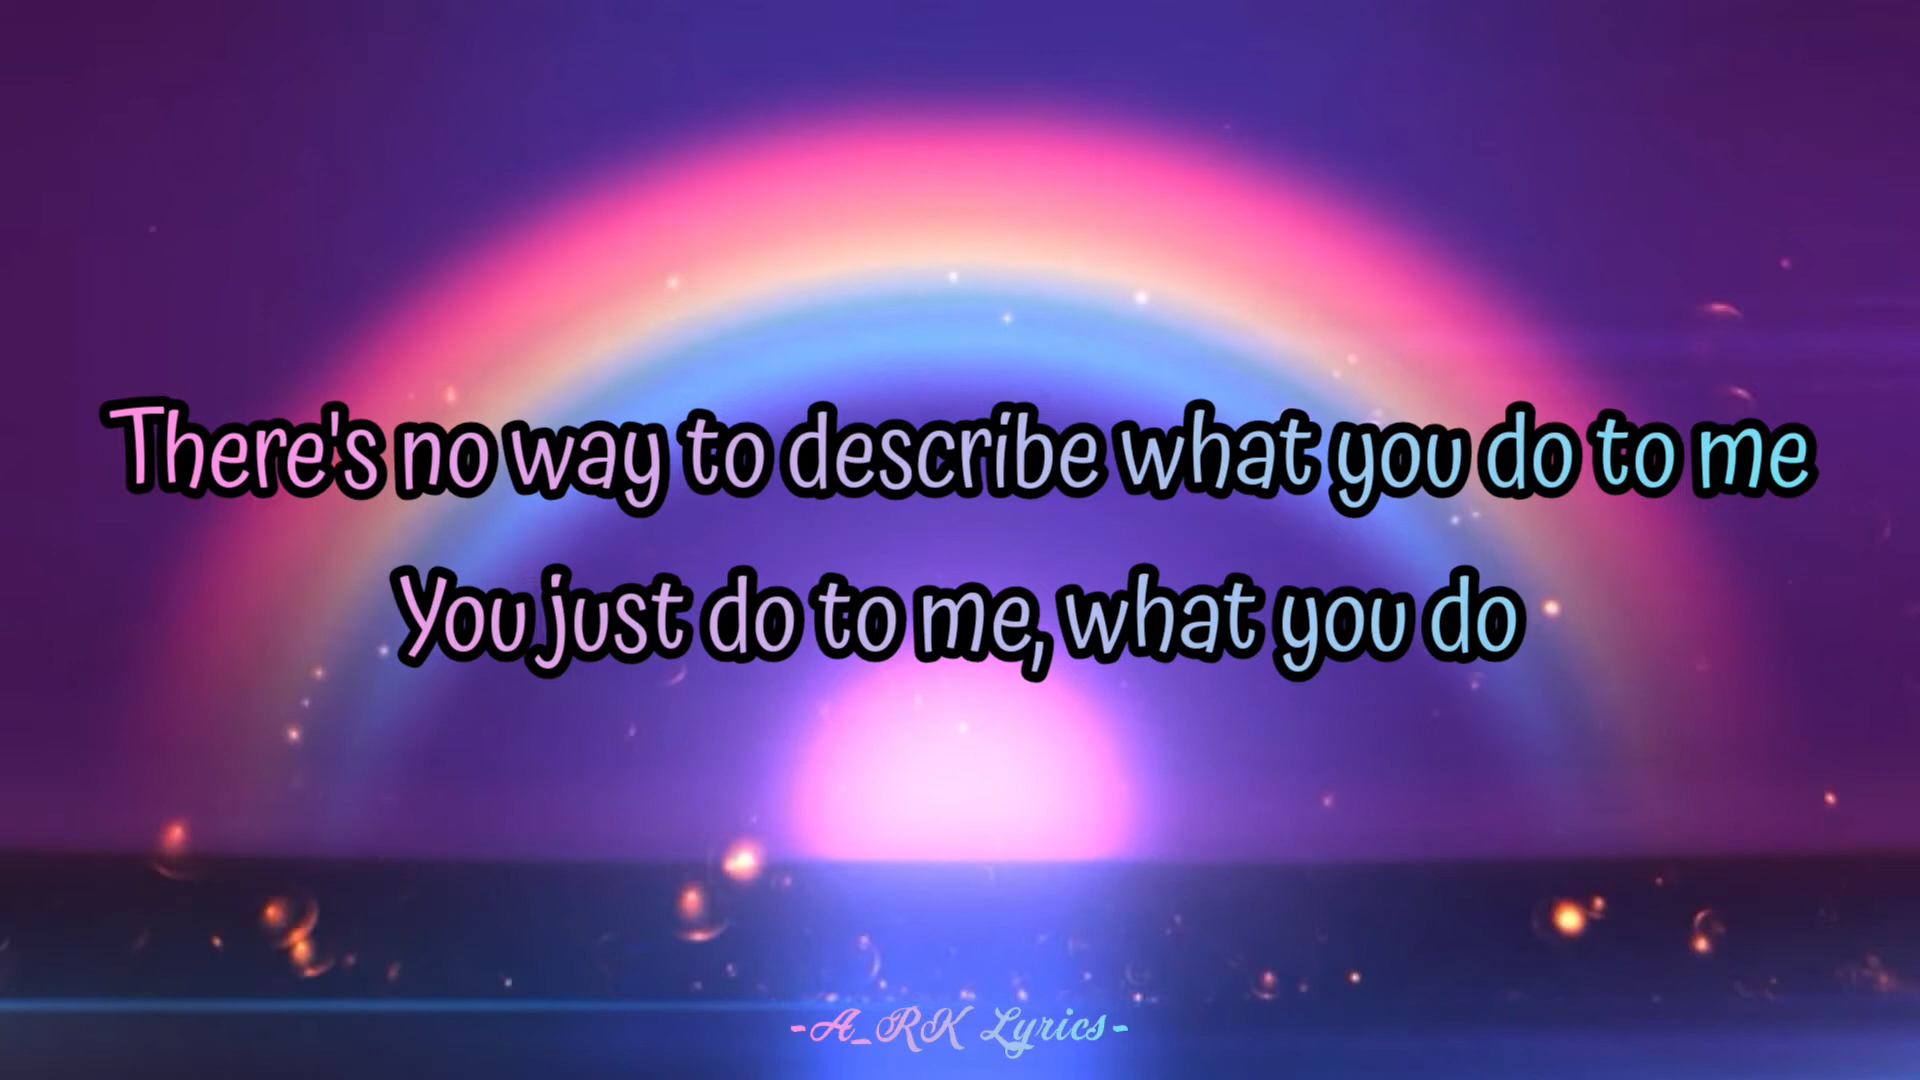 There's no way to describe what you do to me
You just do to me, what you do
-A_RK Lyrics-